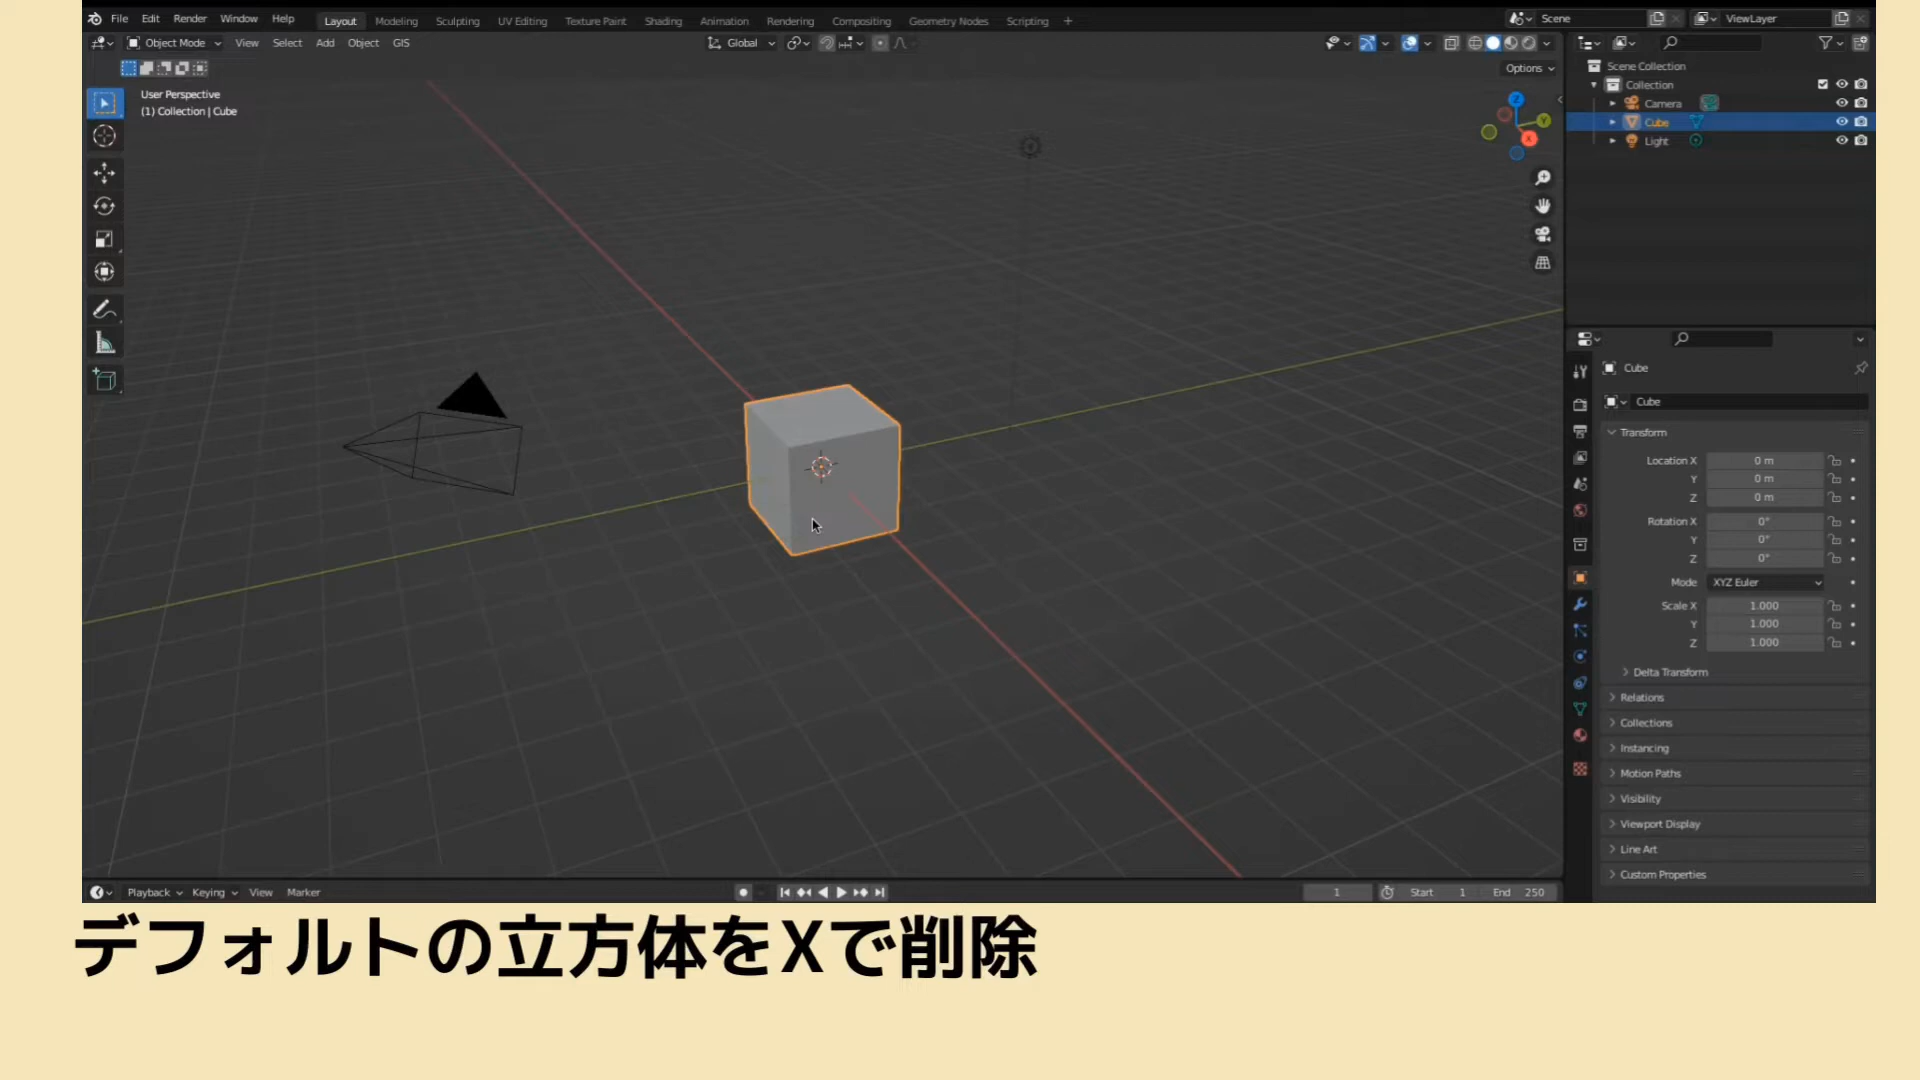 File Edit Render Window Help Layout Modeling Sculpting UV Editing Texture Paint Shading Animation Rendering Compositing Geometry Nodes Scripting + Scene ViewLayer
Object Mode View Select Add Object GIS Global
Options
User Perspective
(1) Collection | Cube
Z
Y
X
Scene Collection
Collection
Camera
Cube
Light
Cube
Cube
Transform
Location X 0 m
Y 0 m
Z 0 m
Rotation X 0°
Y 0°
Z 0°
Mode XYZ Euler
Scale X 1.000
Y 1.000
Z 1.000
Delta Transform
Relations
Collections
Instancing
Motion Paths
Visibility
Viewport Display
Line Art
Custom Properties
Playback Keying View Marker 1 Start 1 End 250
デフォルトの立方体をXで削除